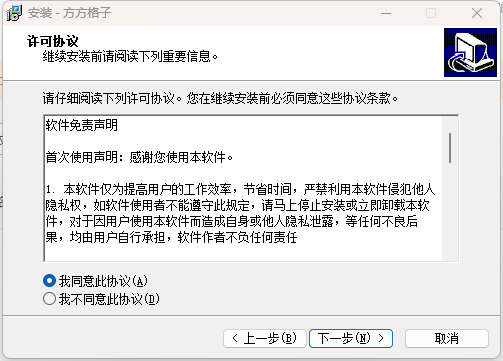 安装 - 方方格子
许可协议
继续安装前请阅读下列重要信息。
请仔细阅读下列许可协议。您在继续安装前必须同意这些协议条款。
软件免责声明
首次使用声明：感谢您使用本软件。
1. 本软件仅为提高用户的工作效率，节省时间，严禁利用本软件侵犯他人
隐私权，如软件使用者不能遵守此规定，请马上停止安装或立即卸载本软
件，对于因用户使用本软件而造成自身或他人隐私泄露，等任何不良后
果，均由用户自行承担，软件作者不负任何责任
我同意此协议(A)
我不同意此协议(D)
< 上一步(B)
下一步(N) >
取消